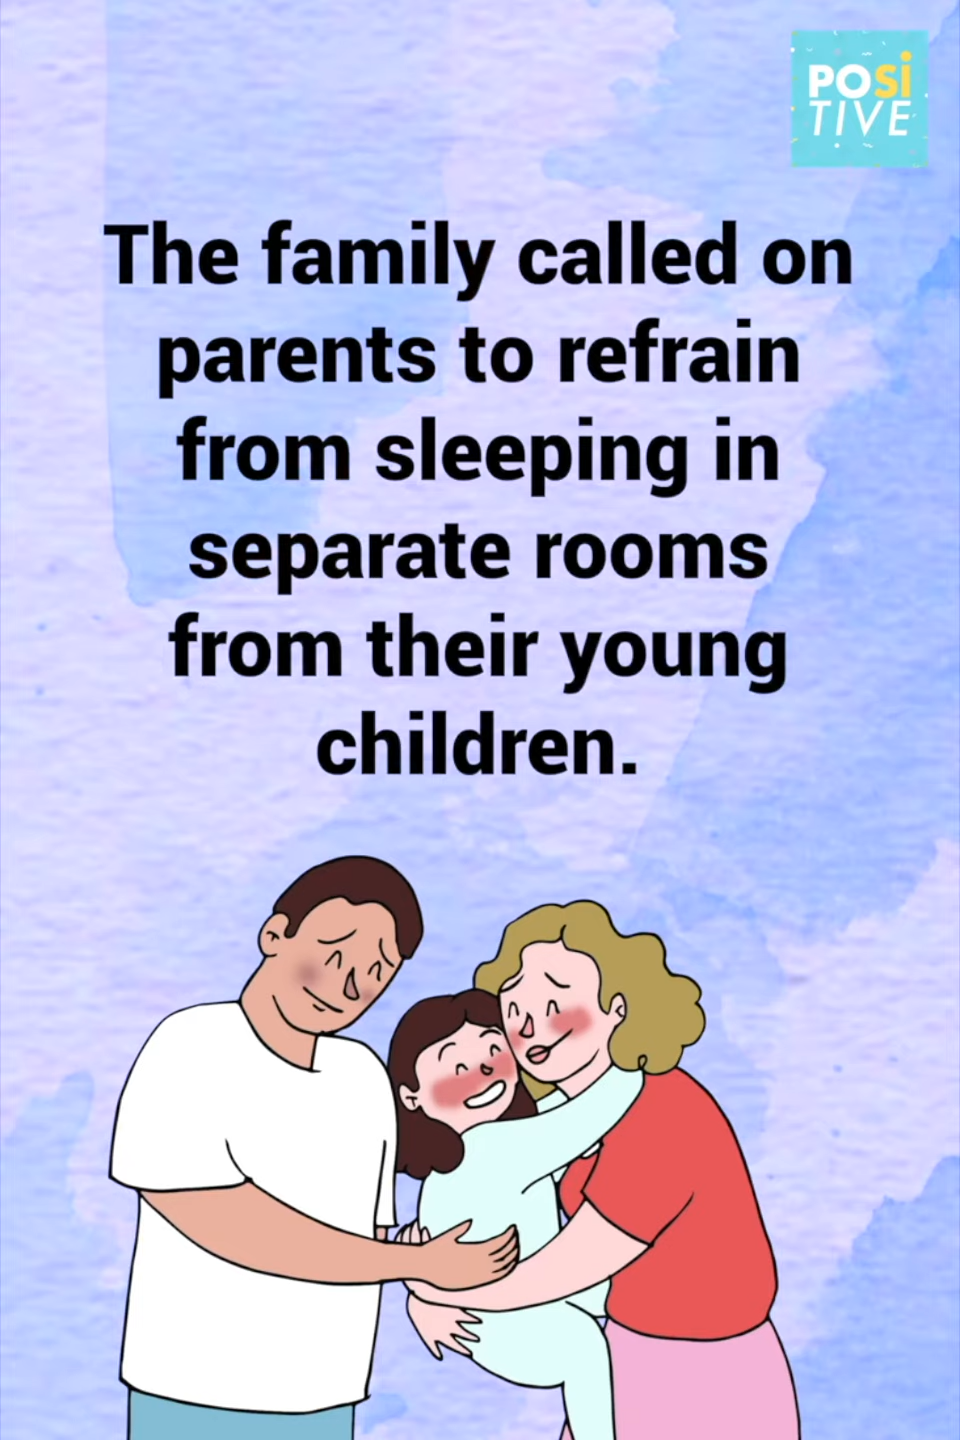 POSi
TIVE
The family called on
parents to refrain
from sleeping in
separate rooms
from their young
children.